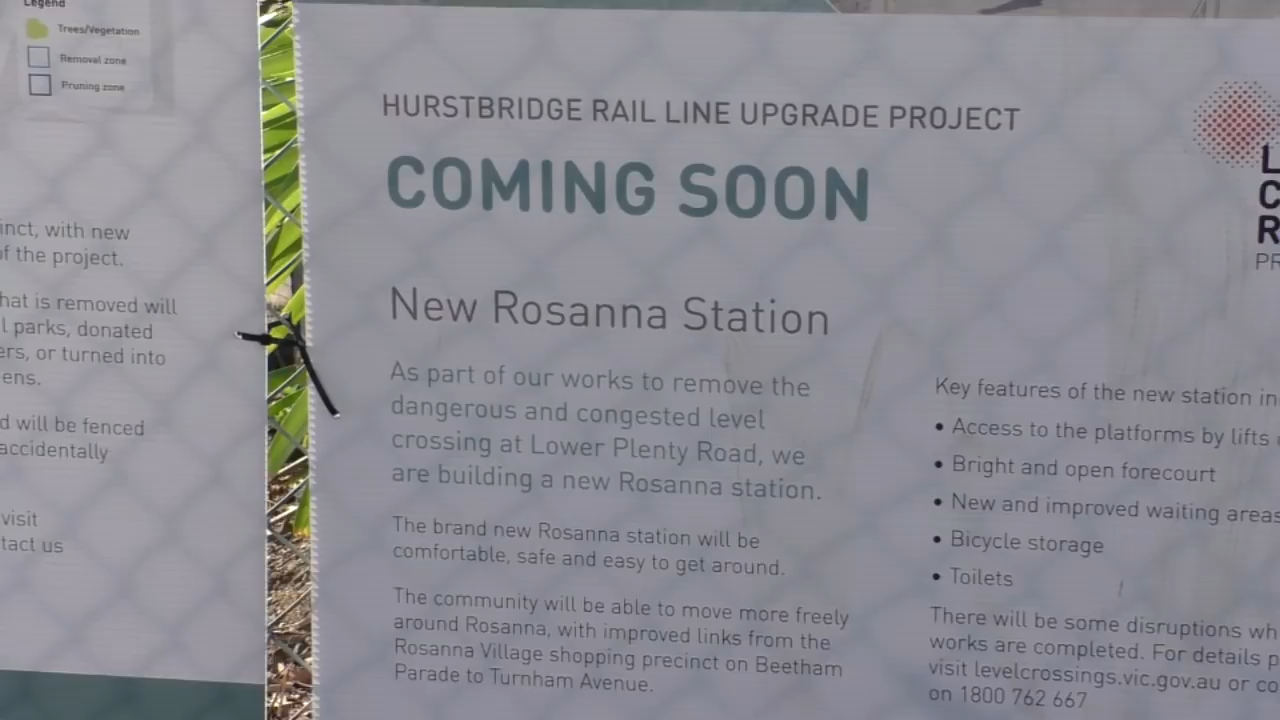 Legend
Trees/Vegetation
Removal zone
Pruning zone
inct, with new
of the project.
hat is removed will
l parks, donated
ers, or turned into
ens.
d will be fenced
accidentally
visit
tact us
HURSTBRIDGE RAIL LINE UPGRADE PROJECT
COMING SOON
New Rosanna Station
As part of our works to remove the
dangerous and congested level
crossing at Lower Plenty Road, we
are building a new Rosanna station.
The brand new Rosanna station will be
comfortable, safe and easy to get around.
The community will be able to move more freely
around Rosanna, with improved links from the
Rosanna Village shopping precinct on Beetham
Parade to Turnham Avenue.
L
C
R
PR
Key features of the new station in
• Access to the platforms by lifts
• Bright and open forecourt
• New and improved waiting areas
• Bicycle storage
• Toilets
There will be some disruptions wh
works are completed. For details p
visit levelcrossings.vic.gov.au or co
on 1800 762 667